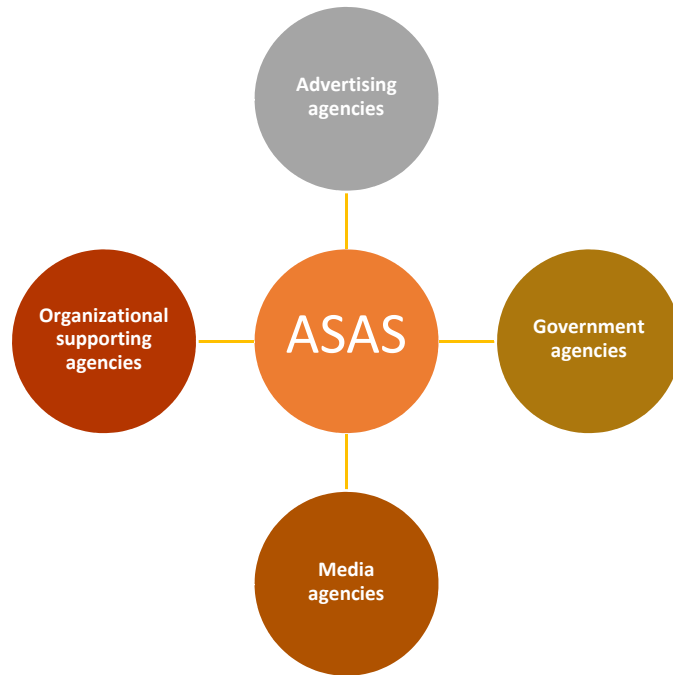 Advertising
agencies
Organizational
supporting
agencies
ASAS
Government
agencies
Media
agencies